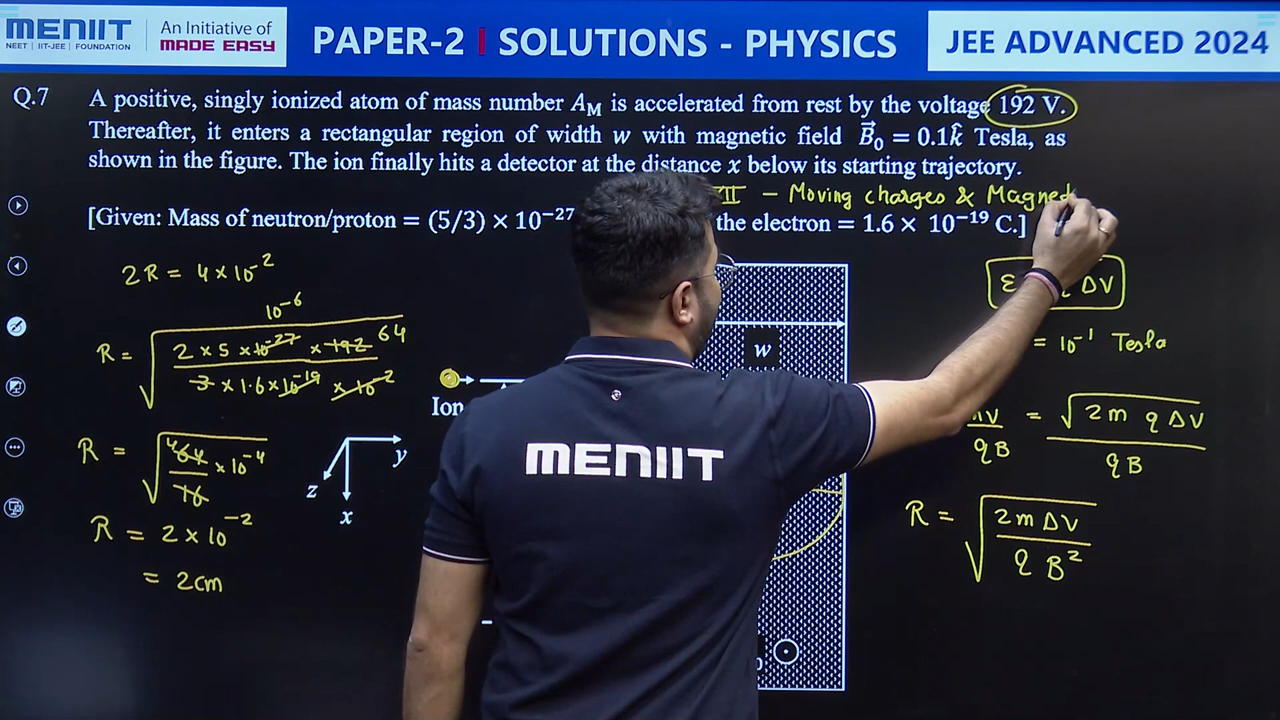 MENIIT
NEET | IIT-JEE | FOUNDATION
An Initiative of
MADE EASY
PAPER-2 | SOLUTIONS - PHYSICS
JEE ADVANCED 2024
Q.7 A positive, singly ionized atom of mass number A_M is accelerated from rest by the voltage 192 V.
Thereafter, it enters a rectangular region of width w with magnetic field B⃗₀ = 0.1k̂ Tesla, as
shown in the figure. The ion finally hits a detector at the distance x below its starting trajectory.
XII - Moving charges & Magnet
[Given: Mass of neutron/proton = (5/3) × 10⁻²⁷ the electron = 1.6 × 10⁻¹⁹ C.]
2R = 4 × 10⁻²
10⁻⁶
R = √(2 × 5 × 10⁻²⁷ × 192 64 / 3 × 1.6 × 10⁻¹⁹ × 10⁻²)
R = √(4 64 / 16 × 10⁻⁴)
R = 2 × 10⁻²
= 2cm
Ion
y
z
x
w
ΔV
= 10⁻¹ Tesla
qB = √(2m q ΔV) / qB
R = √(2m ΔV / q B²)
MENIIT